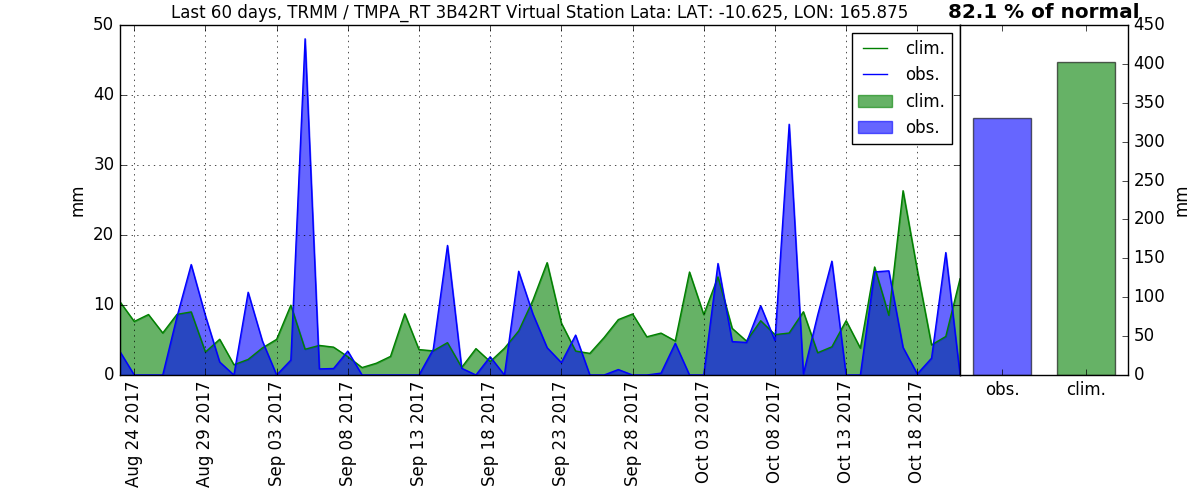 Last 60 days, TRMM / TMPA_RT 3B42RT Virtual Station Lata: LAT: -10.625, LON: 165.875
82.1 % of normal
50
40
30
20
10
0
mm
clim.
obs.
clim.
obs.
450
400
350
300
250
200
150
100
50
0
mm
Aug 24 2017
Aug 29 2017
Sep 03 2017
Sep 08 2017
Sep 13 2017
Sep 18 2017
Sep 23 2017
Sep 28 2017
Oct 03 2017
Oct 08 2017
Oct 13 2017
Oct 18 2017
obs.
clim.